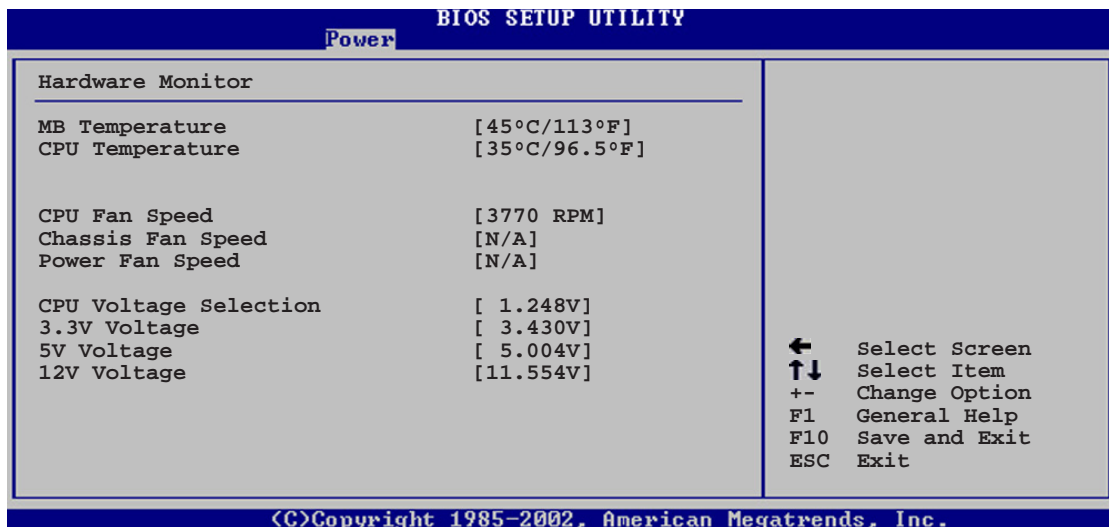 BIOS SETUP UTILITY
Power
Hardware Monitor
MB Temperature [45ºC/113ºF]
CPU Temperature [35ºC/96.5ºF]
CPU Fan Speed [3770 RPM]
Chassis Fan Speed [N/A]
Power Fan Speed [N/A]
CPU Voltage Selection [ 1.248V]
3.3V Voltage [ 3.430V]
5V Voltage [ 5.004V]
12V Voltage [11.554V]
← Select Screen
↑↓ Select Item
+- Change Option
F1 General Help
F10 Save and Exit
ESC Exit
(C)Copyright 1985-2002, American Megatrends, Inc.